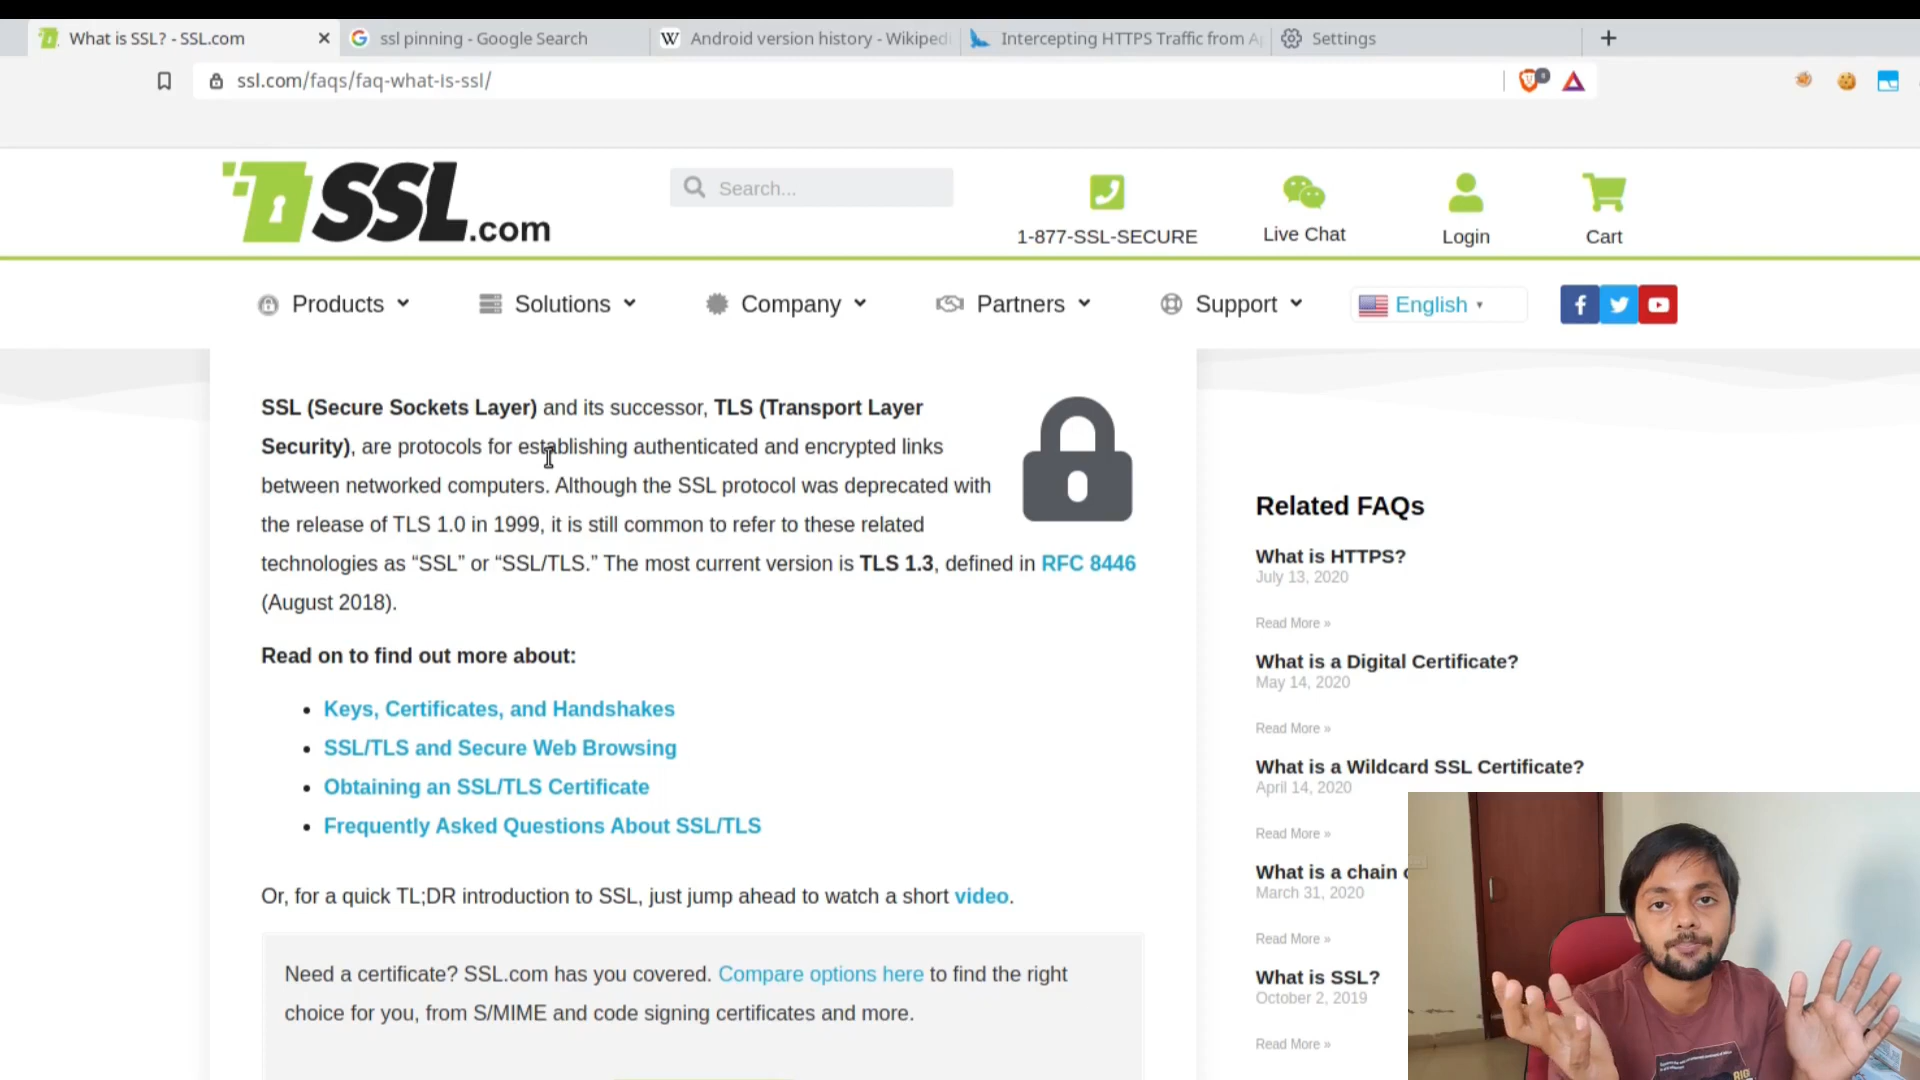 What is SSL? - SSL.com
ssl pinning - Google Search
Android version history - Wikiped
Intercepting HTTPS Traffic from A
Settings
ssl.com/faqs/faq-what-is-ssl/
SSL.com
Search...
1-877-SSL-SECURE
Live Chat
Login
Cart
Products
Solutions
Company
Partners
Support
English
SSL (Secure Sockets Layer) and its successor, TLS (Transport Layer
Security), are protocols for establishing authenticated and encrypted links
between networked computers. Although the SSL protocol was deprecated with
the release of TLS 1.0 in 1999, it is still common to refer to these related
technologies as “SSL” or “SSL/TLS.” The most current version is TLS 1.3, defined in RFC 8446
(August 2018).
Read on to find out more about:
• Keys, Certificates, and Handshakes
• SSL/TLS and Secure Web Browsing
• Obtaining an SSL/TLS Certificate
• Frequently Asked Questions About SSL/TLS
Or, for a quick TL;DR introduction to SSL, just jump ahead to watch a short video.
Need a certificate? SSL.com has you covered. Compare options here to find the right
choice for you, from S/MIME and code signing certificates and more.
Related FAQs
What is HTTPS?
July 13, 2020
Read More »
What is a Digital Certificate?
May 14, 2020
Read More »
What is a Wildcard SSL Certificate?
April 14, 2020
Read More »
What is a chain
March 31, 2020
Read More »
What is SSL?
October 2, 2019
Read More »